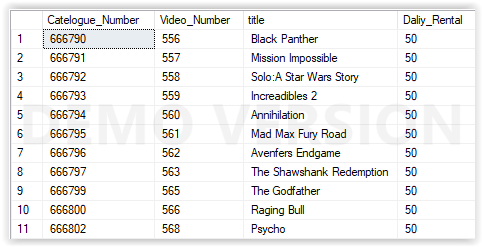 Catelogue_Number Video_Number title Daliy_Rental
1 666790 556 Black Panther 50
2 666791 557 Mission Impossible 50
3 666792 558 Solo:A Star Wars Story 50
4 666793 559 Increadibles 2 50
5 666794 560 Annihilation 50
6 666795 561 Mad Max Fury Road 50
7 666796 562 Avenfers Endgame 50
8 666797 563 The Shawshank Redemption 50
9 666799 565 The Godfather 50
10 666800 566 Raging Bull 50
11 666802 568 Psycho 50
DEMO VERSION